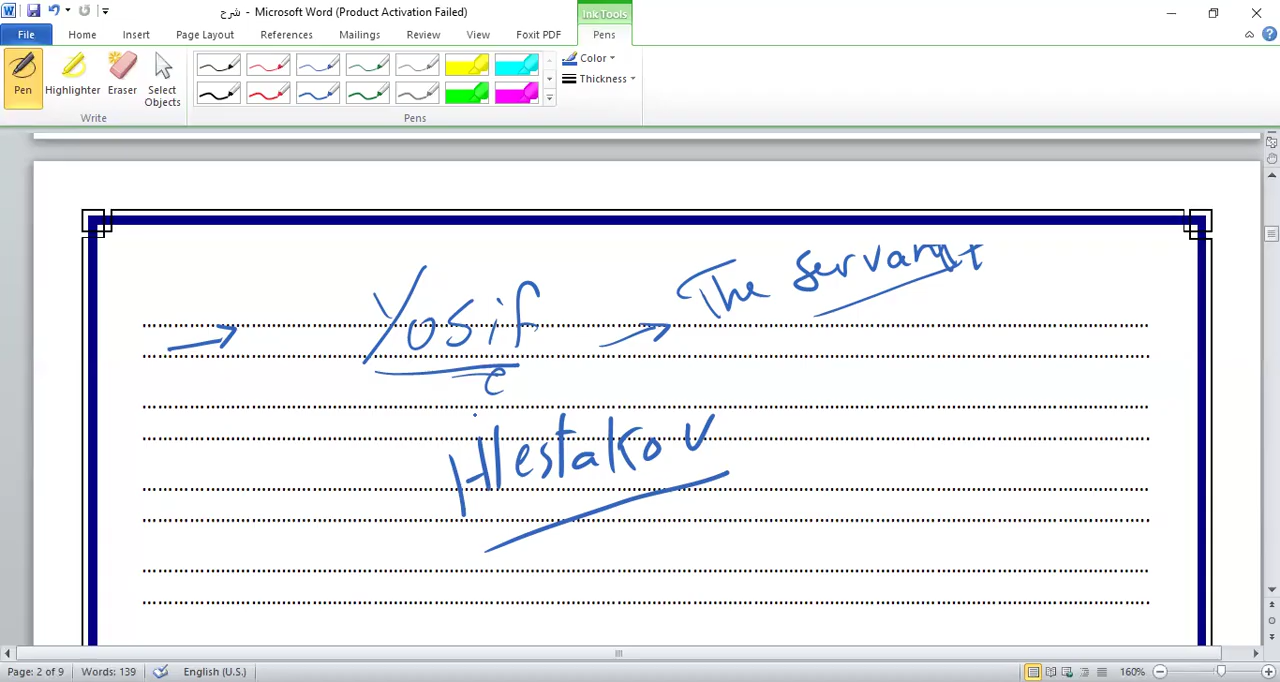 شرح - Microsoft Word (Product Activation Failed)
Ink Tools
File Home Insert Page Layout References Mailings Review View Foxit PDF Pens
Pen Highlighter Eraser Select Objects
Color
Thickness
Write Pens
→ Yosif → The servant
e
Hlestakov
Page: 2 of 9 Words: 139 English (U.S.) 160%